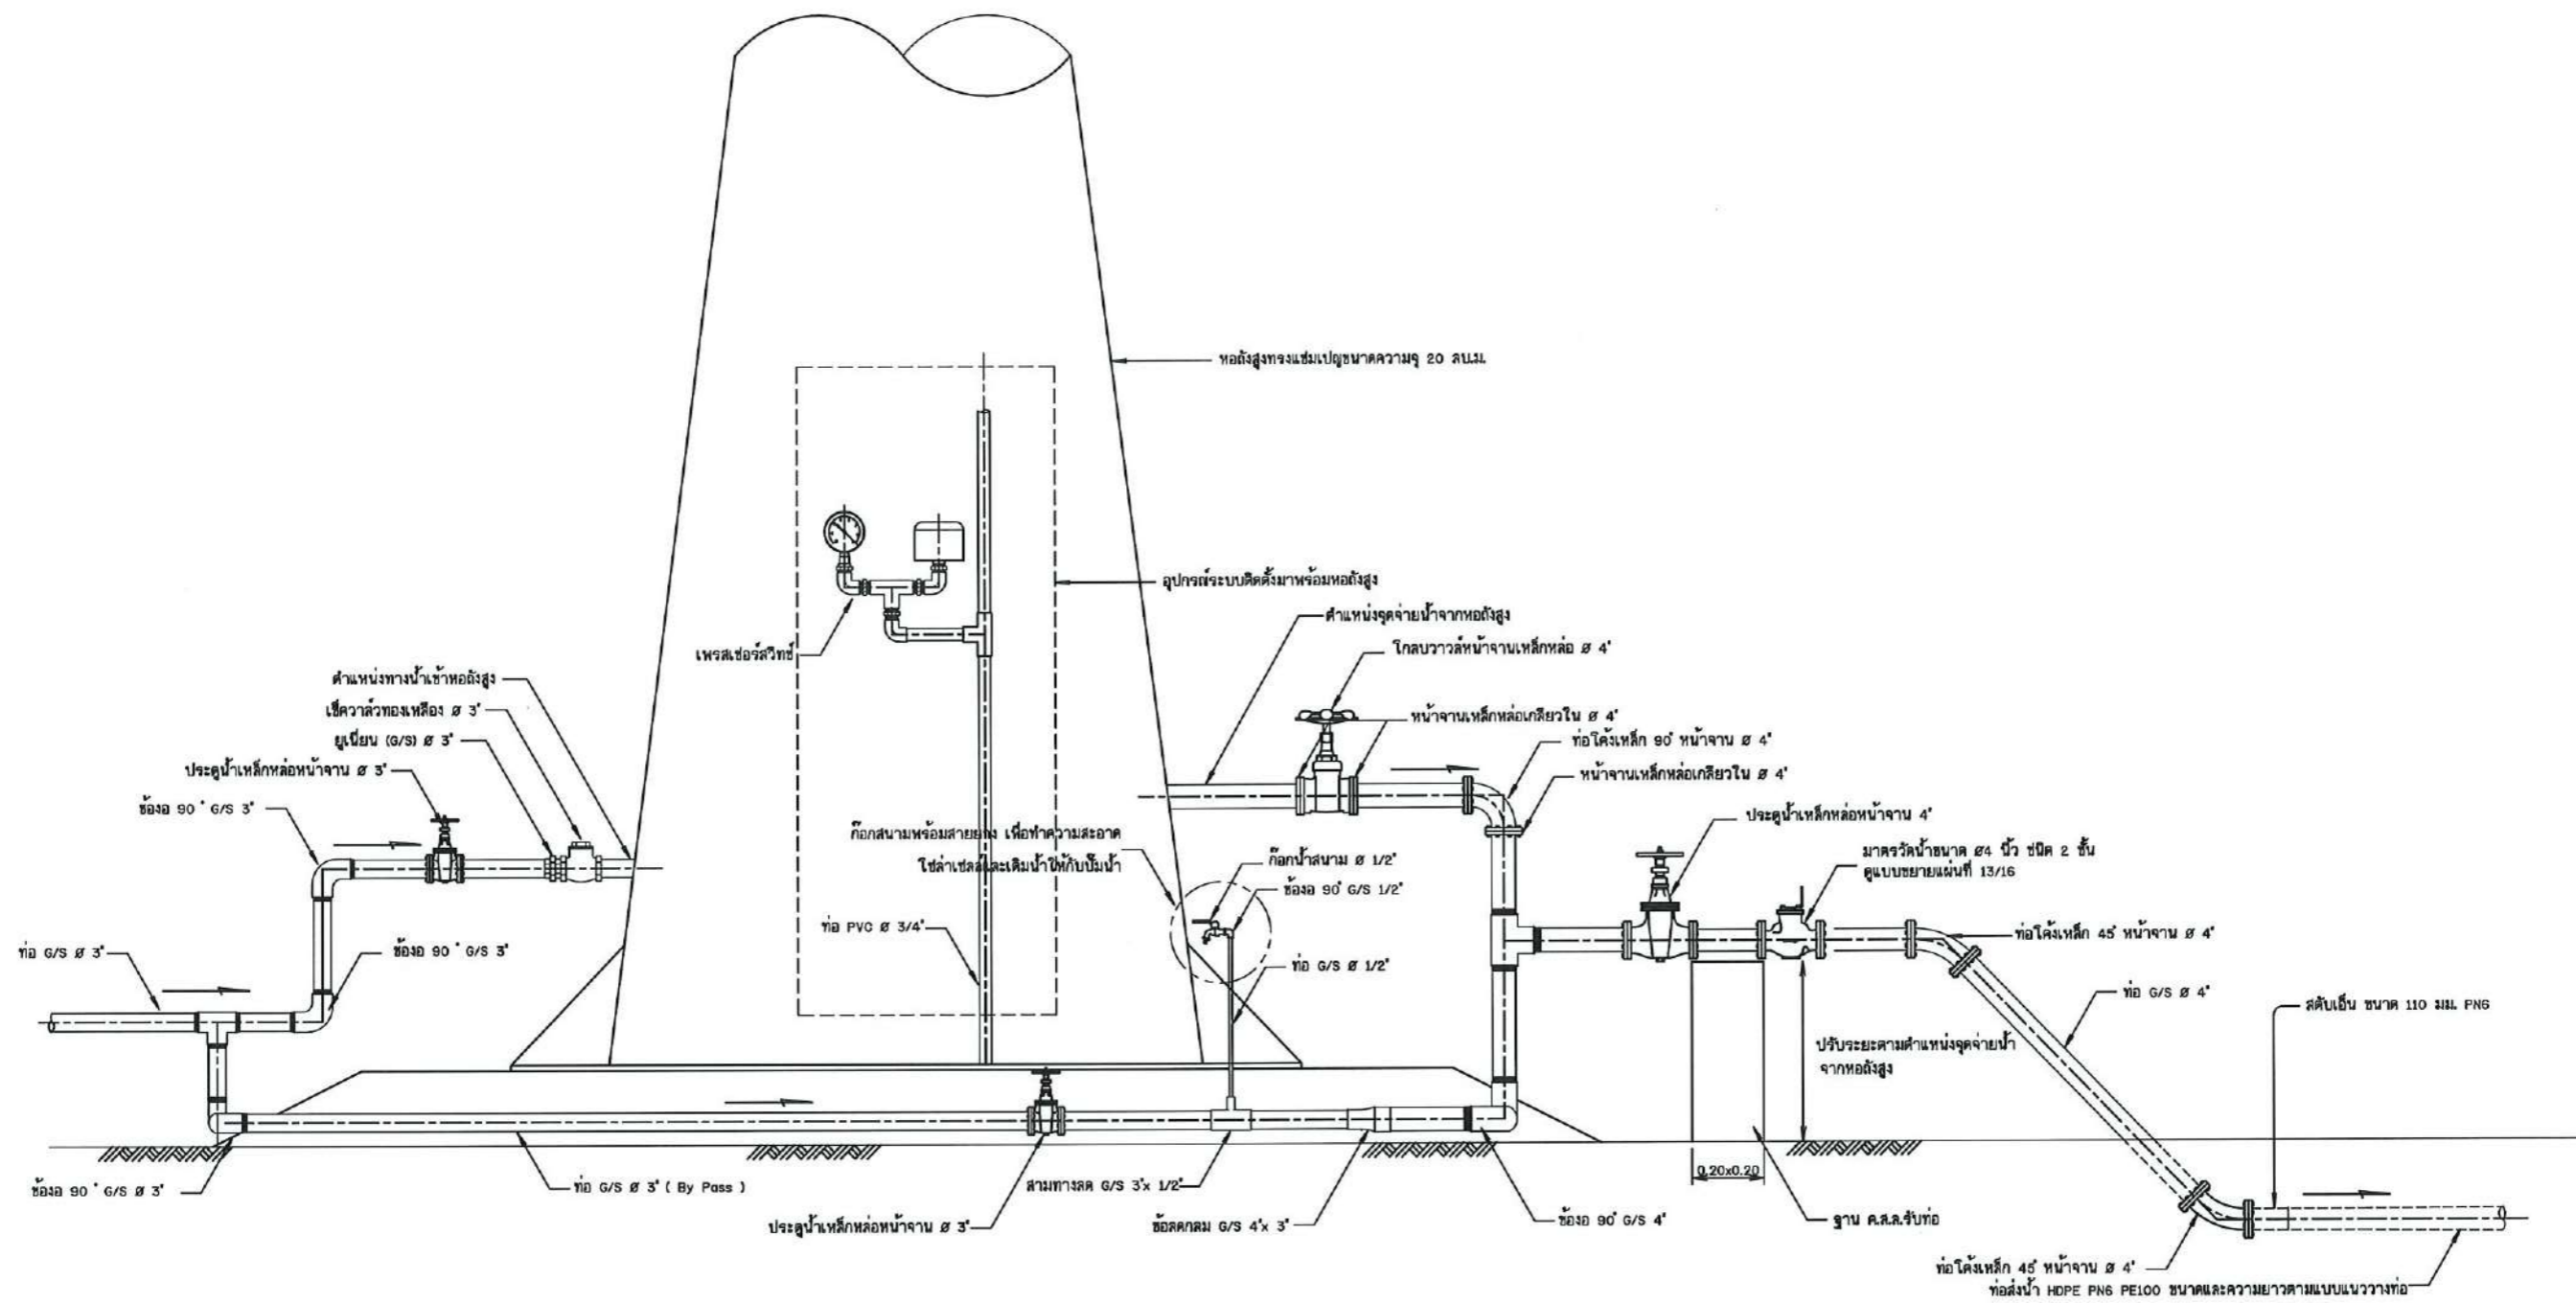 หอถังสูงทรงแชมเปญขนาดความจุ 20 ลบ.ม.
อุปกรณ์ระบบติดตั้งมาพร้อมหอถังสูง
ตำแหน่งจุดจ่ายน้ำจากหอถังสูง
โกลบวาวล์หน้าจานเหล็กหล่อ ø 4"
เพรสเชอร์สวิทช์
ตำแหน่งทางน้ำเข้าหอถังสูง
เช็ควาล์วทองเหลือง ø 3"
หน้าจานเหล็กหล่อเกลียวใน ø 4"
ยูเนี่ยน (G/S) ø 3"
ท่อโค้งเหล็ก 90° หน้าจาน ø 4"
ประตูน้ำเหล็กหล่อหน้าจาน ø 3"
หน้าจานเหล็กหล่อเกลียวใน ø 4"
ข้องอ 90 ° G/S 3"
ประตูน้ำเหล็กหล่อหน้าจาน 4"
ก๊อกสนามพร้อมสายยาง เพื่อทำความสะอาด
โซล่าเซลล์และเติมน้ำให้กับปั๊มน้ำ
ก๊อกน้ำสนาม ø 1/2"
ข้องอ 90° G/S 1/2"
มาตรวัดน้ำขนาด ø4 นิ้ว ชนิด 2 ชั้น
ดูแบบขยายแผ่นที่ 13/16
ท่อ PVC ø 3/4"
ท่อโค้งเหล็ก 45° หน้าจาน ø 4"
ท่อ G/S ø 3"
ข้องอ 90 ° G/S 3"
ท่อ G/S ø 1/2"
ท่อ G/S ø 4"
สตับเอ็น ขนาด 110 มม. PN6
ปรับระยะตามตำแหน่งจุดจ่ายน้ำ
จากหอถังสูง
0.20x0.20
ข้องอ 90 ° G/S ø 3"
ท่อ G/S ø 3" ( By Pass )
สามทางลด G/S 3"x 1/2"
ประตูน้ำเหล็กหล่อหน้าจาน ø 3"
ข้อลดกลม G/S 4"x 3"
ข้องอ 90° G/S 4"
ฐาน ค.ส.ล.รับท่อ
ท่อโค้งเหล็ก 45° หน้าจาน ø 4"
ท่อส่งน้ำ HDPE PN6 PE100 ขนาดและความยาวตามแบบแนววางท่อ